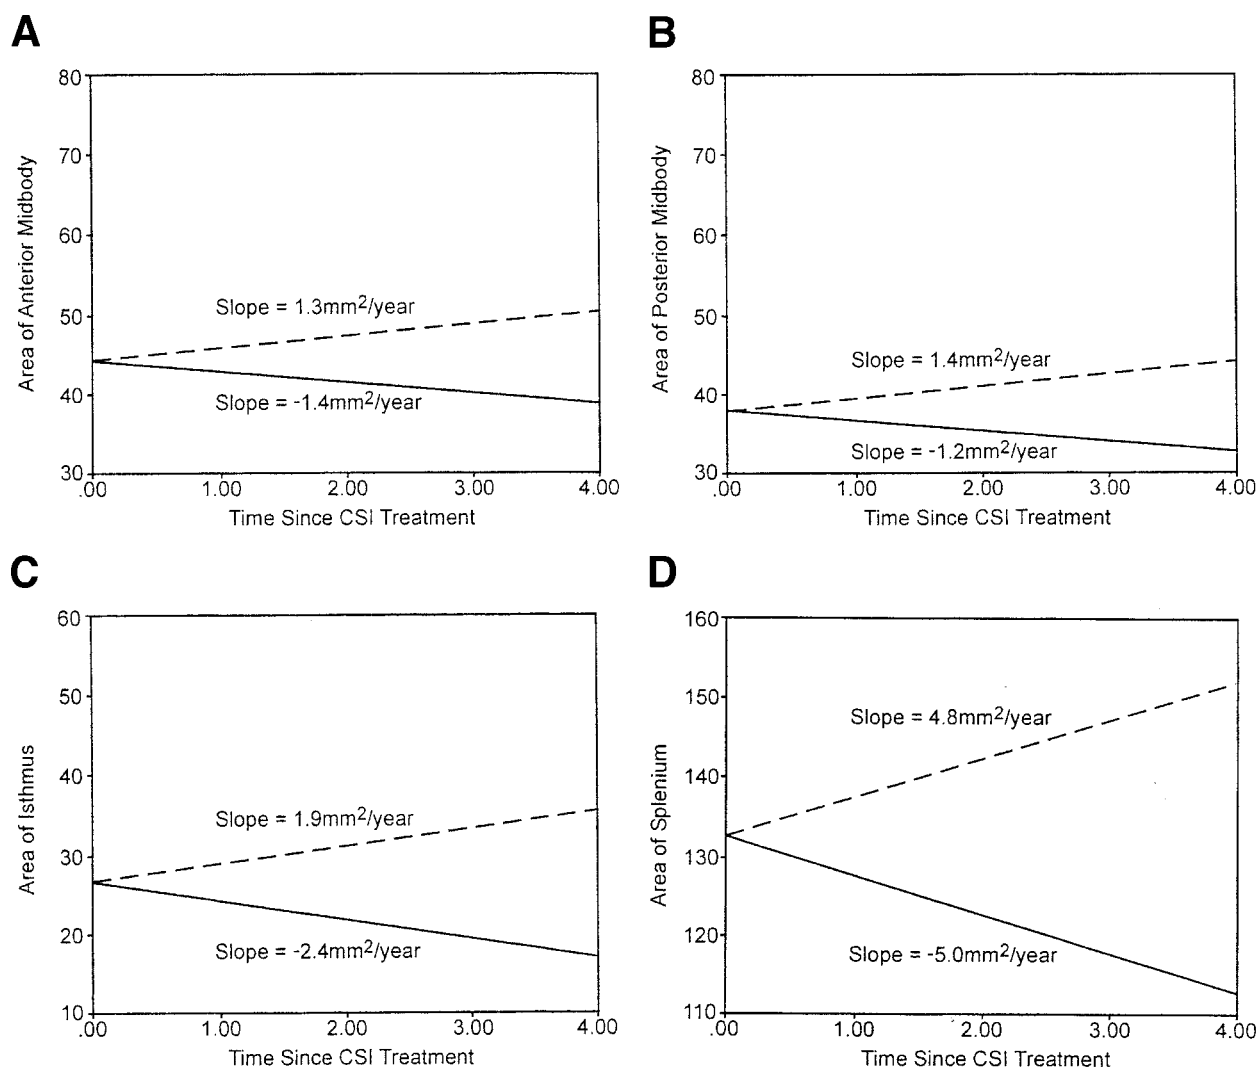 A
80
70
60
50
40
30
Area of Anterior Midbody
Slope = 1.3mm²/year
Slope = -1.4mm²/year
.00 1.00 2.00 3.00 4.00
Time Since CSI Treatment
B
80
70
60
50
40
30
Area of Posterior Midbody
Slope = 1.4mm²/year
Slope = -1.2mm²/year
.00 1.00 2.00 3.00 4.00
Time Since CSI Treatment
C
60
50
40
30
20
10
Area of Isthmus
Slope = 1.9mm²/year
Slope = -2.4mm²/year
.00 1.00 2.00 3.00 4.00
Time Since CSI Treatment
D
160
150
140
130
120
110
Area of Splenium
Slope = 4.8mm²/year
Slope = -5.0mm²/year
.00 1.00 2.00 3.00 4.00
Time Since CSI Treatment